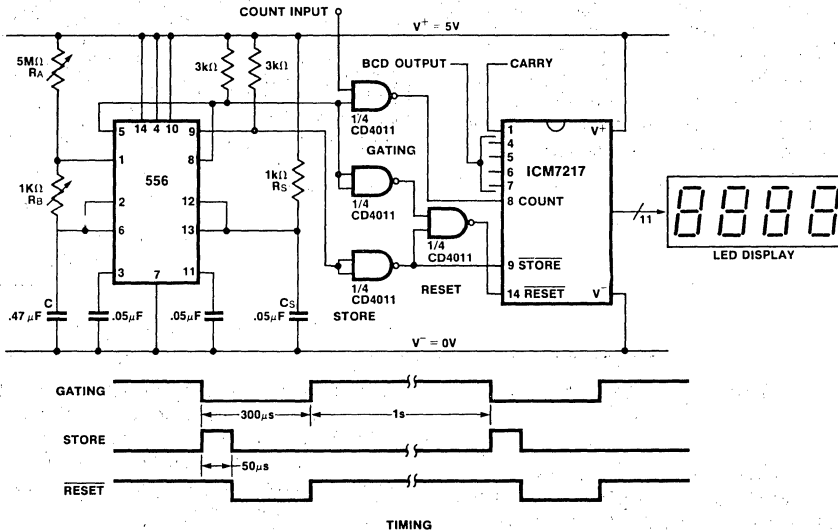 COUNT INPUT
V+ = 5V
5MΩ
RA
3kΩ
3kΩ
BCD OUTPUT
CARRY
1/4
CD4011
GATING
5
14
4
10
9
1
8
556
1KΩ
RB
2
12
6
13
3
7
11
1kΩ
RS
1/4
CD4011
1/4
CD4011
1/4
CD4011
RESET
STORE
1
4
5
6
7
8 COUNT
9 STORE
14 RESET
V+
ICM7217
V-
11
LED DISPLAY
C
.47 µF
.05µF
.05µF
CS
.05µF
V- = 0V
GATING
300µs
1s
STORE
50µs
RESET
TIMING